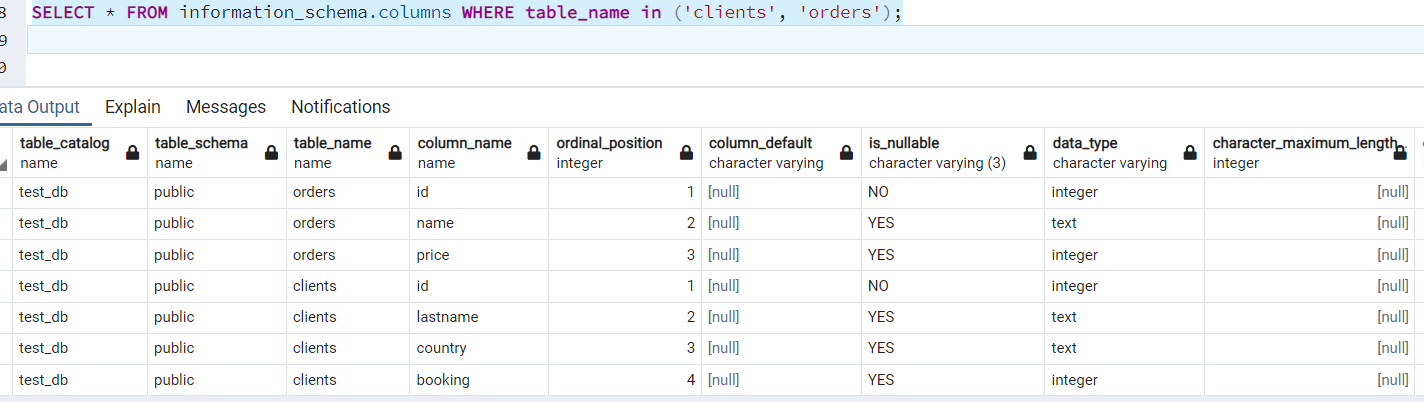 8 SELECT * FROM information_schema.columns WHERE table_name in ('clients', 'orders');
9
0
ata Output Explain Messages Notifications
table_catalog table_schema table_name column_name ordinal_position column_default is_nullable data_type character_maximum_length
name name name name integer character varying character varying (3) character varying integer
test_db public orders id 1 [null] NO integer [null]
test_db public orders name 2 [null] YES text [null]
test_db public orders price 3 [null] YES integer [null]
test_db public clients id 1 [null] NO integer [null]
test_db public clients lastname 2 [null] YES text [null]
test_db public clients country 3 [null] YES text [null]
test_db public clients booking 4 [null] YES integer [null]